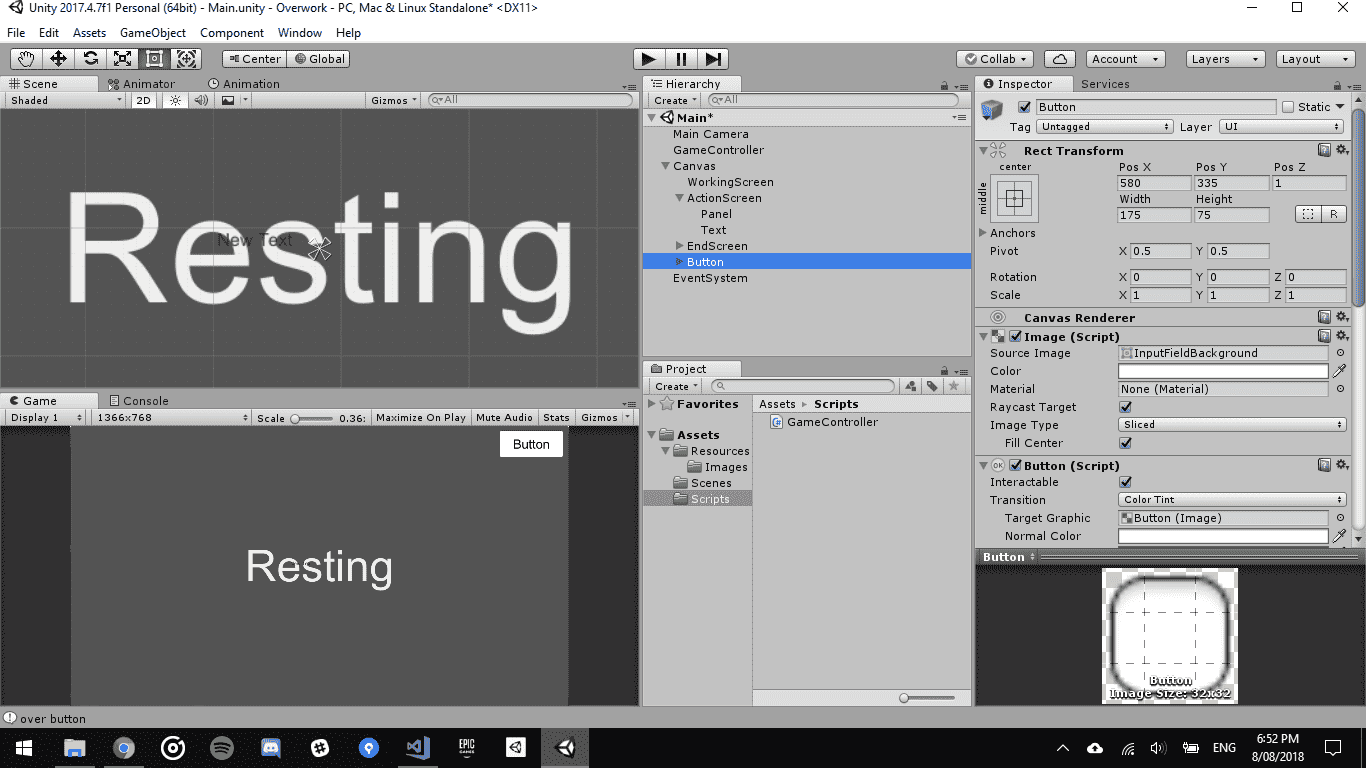 Unity 2017.4.7f1 Personal (64bit) - Main.unity - Overwork - PC, Mac & Linux Standalone* <DX11>
File Edit Assets GameObject Component Window Help
Center Global Collab Account Layers Layout
Scene Animator Animation
Shaded 2D Gizmos All
Resting
New Text
Game Console
Display 1 1366x768 Scale 0.36: Maximize On Play Mute Audio Stats Gizmos
Button
Resting
Hierarchy
Create All
Main*
Main Camera
GameController
Canvas
WorkingScreen
ActionScreen
Panel
Text
EndScreen
Button
EventSystem
Project
Create
Favorites
Assets
Resources
Images
Scenes
Scripts
Assets Scripts
GameController
Inspector Services
Button Static
Tag Untagged Layer UI
Rect Transform
center
middle
Pos X Pos Y Pos Z
580 335 1
Width Height
175 75
R
Anchors
Pivot X 0.5 Y 0.5
Rotation X 0 Y 0 Z 0
Scale X 1 Y 1 Z 1
Canvas Renderer
Image (Script)
Source Image InputFieldBackground
Color
Material None (Material)
Raycast Target
Image Type Sliced
Fill Center
OK Button (Script)
Interactable
Transition Color Tint
Target Graphic Button (Image)
Normal Color
Button
Button
Image Size: 32x32
over button
EPIC GAMES
ENG
6:52 PM
8/08/2018